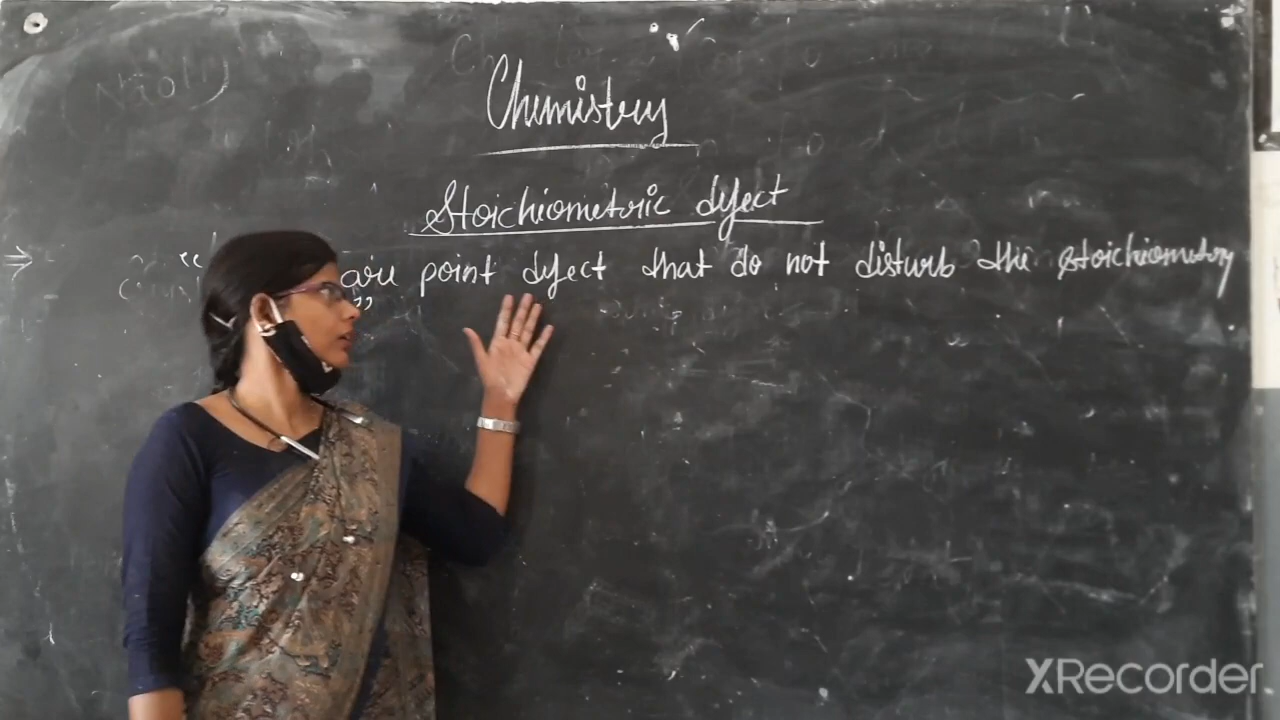 Chemistry
Stoichiometric defect
⇒ “ are point defect that do not disturb the stoichiometry
”
XRecorder